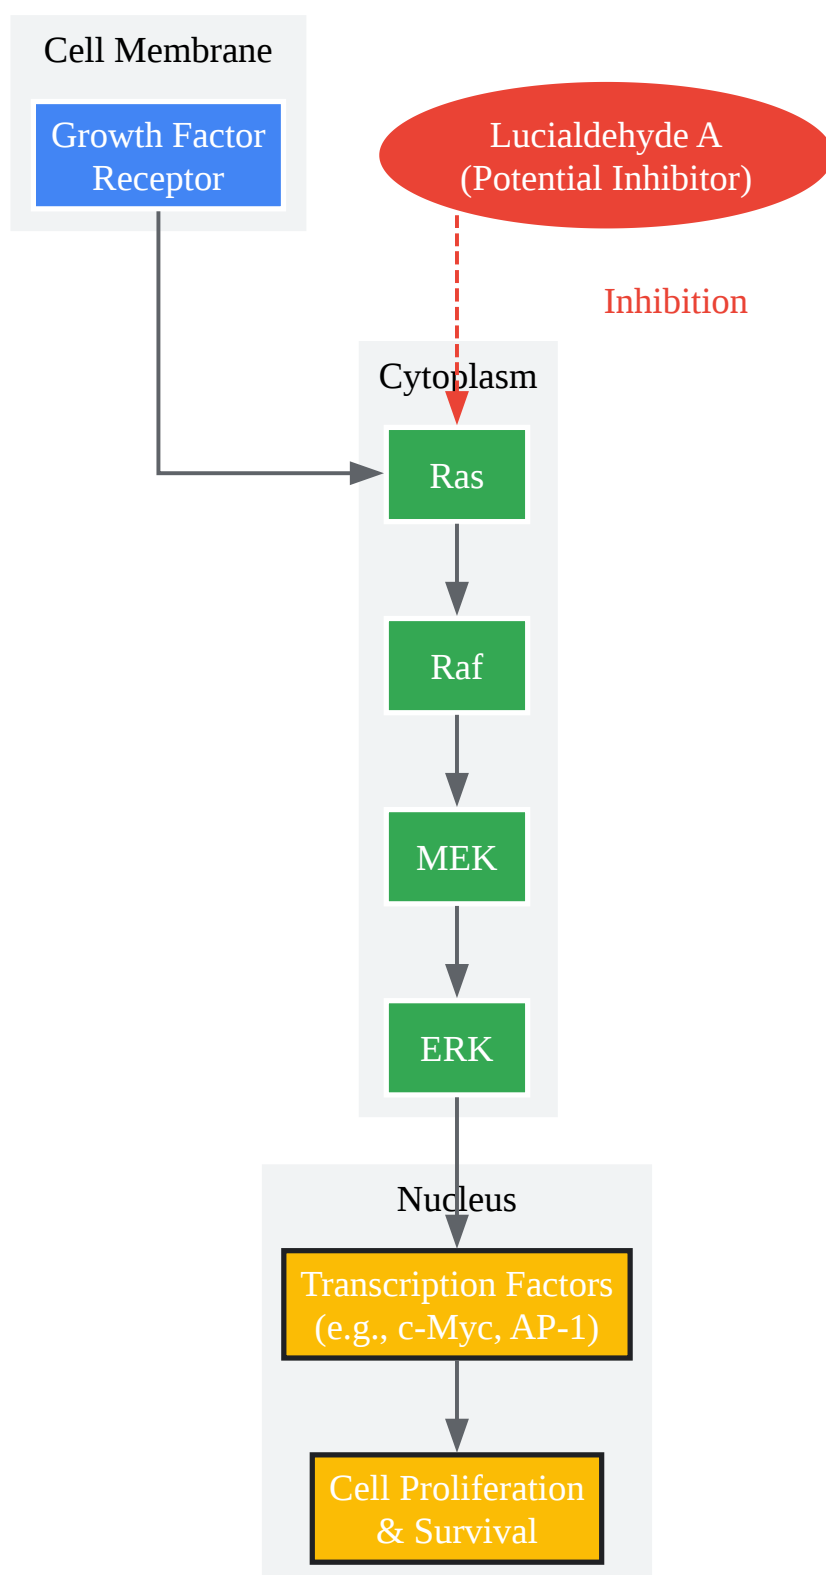 Cell Membrane
Growth Factor
Receptor
Lucialdehyde A
(Potential Inhibitor)
Inhibition
Cytoplasm
Ras
Raf
MEK
ERK
Nucleus
Transcription Factors
(e.g., c-Myc, AP-1)
Cell Proliferation
& Survival